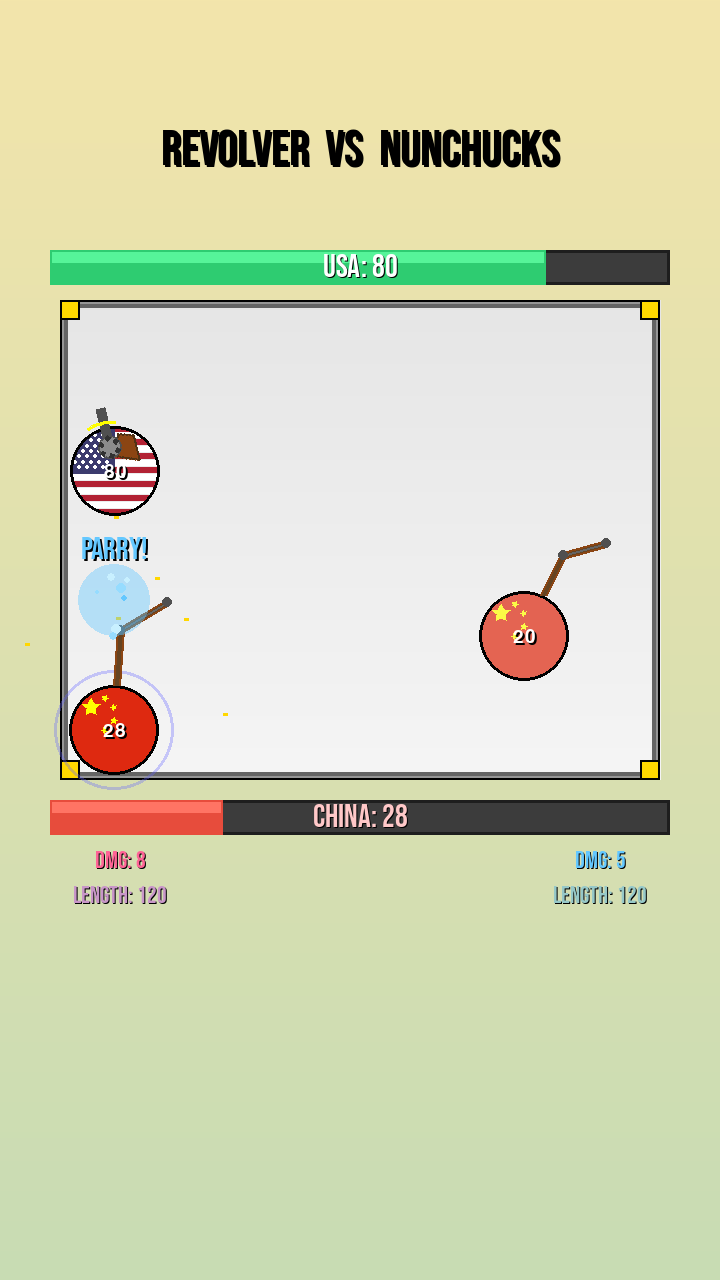 REVOLVER VS NUNCHUCKS
USA: 80
80
PARRY!
20
28
CHINA: 28
DMG: 8
DMG: 5
LENGTH: 120
LENGTH: 120